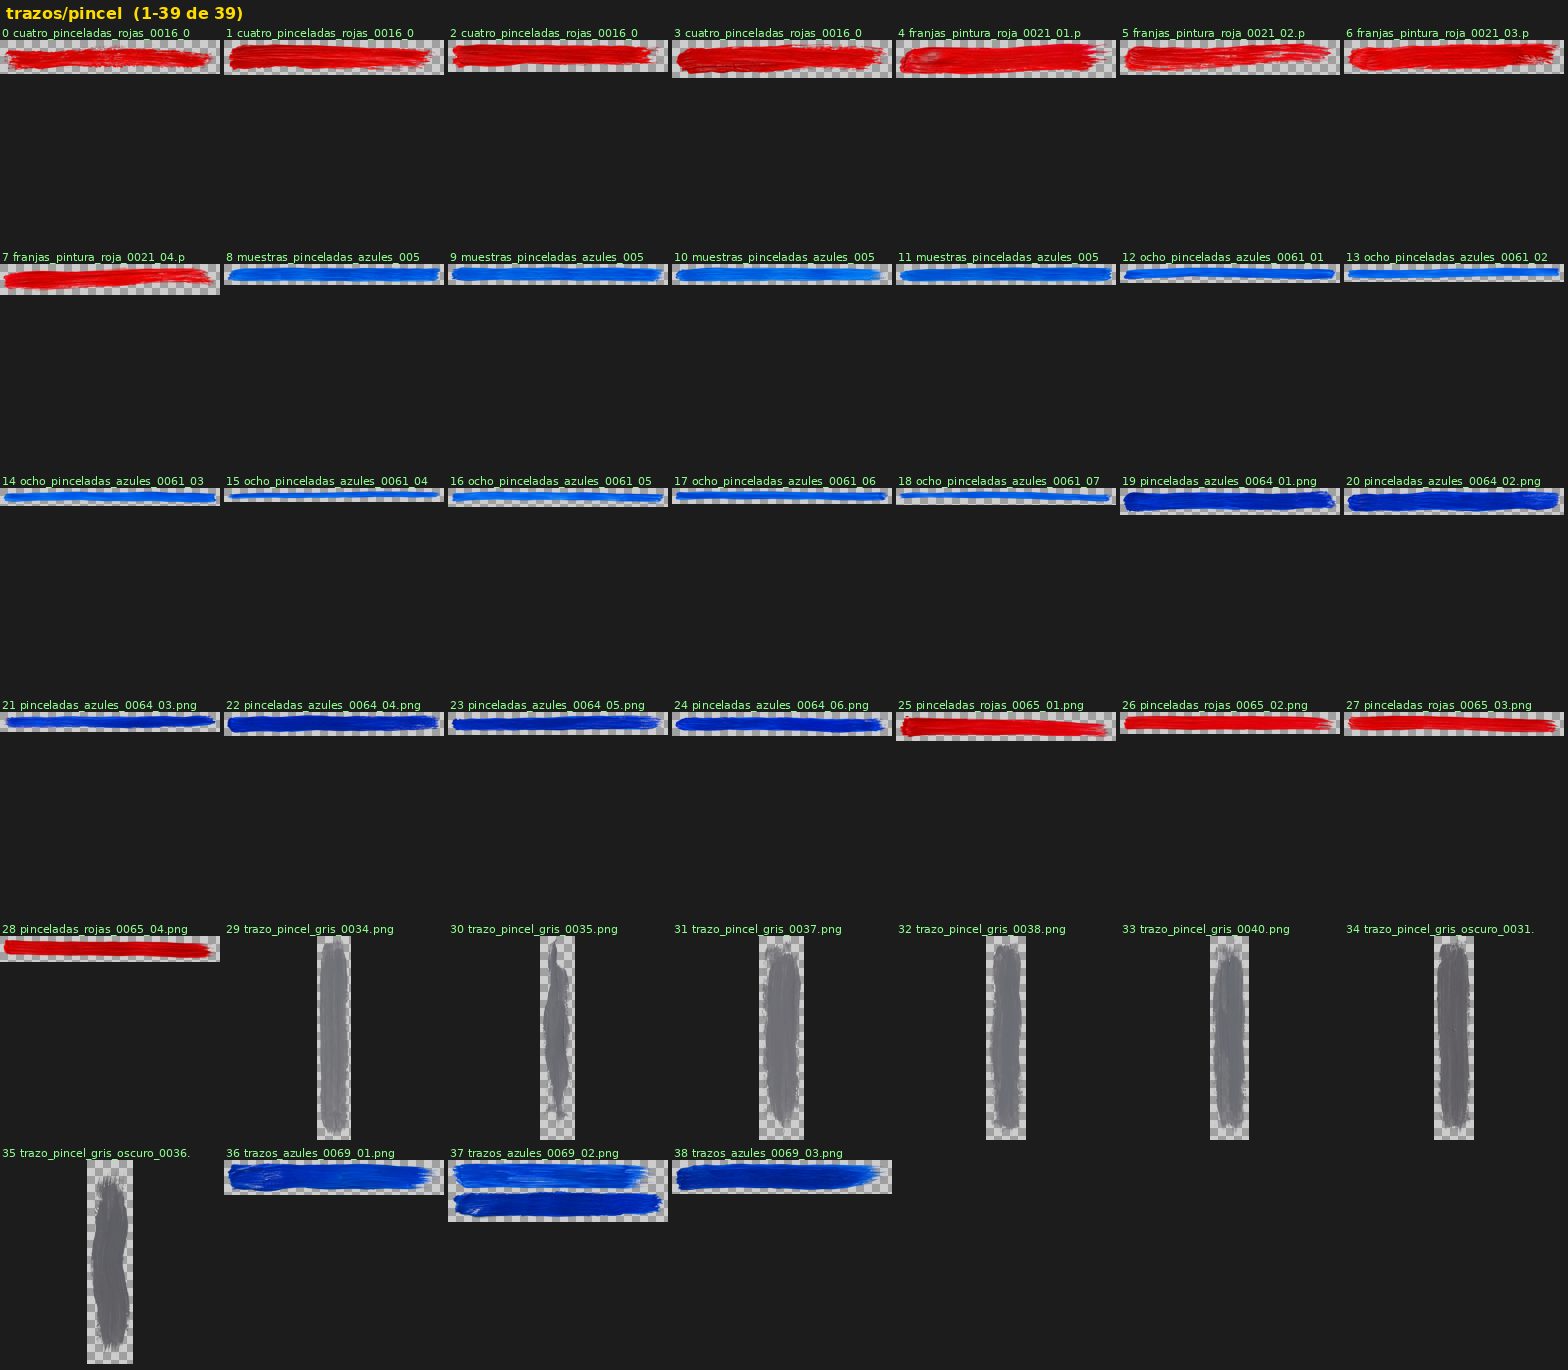 trazos/pincel (1-39 de 39)
0 cuatro_pinceladas_rojas_0016_0
1 cuatro_pinceladas_rojas_0016_0
2 cuatro_pinceladas_rojas_0016_0
3 cuatro_pinceladas_rojas_0016_0
4 franjas_pintura_roja_0021_01.p
5 franjas_pintura_roja_0021_02.p
6 franjas_pintura_roja_0021_03.p
7 franjas_pintura_roja_0021_04.p
8 muestras_pinceladas_azules_005
9 muestras_pinceladas_azules_005
10 muestras_pinceladas_azules_005
11 muestras_pinceladas_azules_005
12 ocho_pinceladas_azules_0061_01
13 ocho_pinceladas_azules_0061_02
14 ocho_pinceladas_azules_0061_03
15 ocho_pinceladas_azules_0061_04
16 ocho_pinceladas_azules_0061_05
17 ocho_pinceladas_azules_0061_06
18 ocho_pinceladas_azules_0061_07
19 pinceladas_azules_0064_01.png
20 pinceladas_azules_0064_02.png
21 pinceladas_azules_0064_03.png
22 pinceladas_azules_0064_04.png
23 pinceladas_azules_0064_05.png
24 pinceladas_azules_0064_06.png
25 pinceladas_rojas_0065_01.png
26 pinceladas_rojas_0065_02.png
27 pinceladas_rojas_0065_03.png
28 pinceladas_rojas_0065_04.png
29 trazo_pincel_gris_0034.png
30 trazo_pincel_gris_0035.png
31 trazo_pincel_gris_0037.png
32 trazo_pincel_gris_0038.png
33 trazo_pincel_gris_0040.png
34 trazo_pincel_gris_oscuro_0031.
35 trazo_pincel_gris_oscuro_0036.
36 trazos_azules_0069_01.png
37 trazos_azules_0069_02.png
38 trazos_azules_0069_03.png